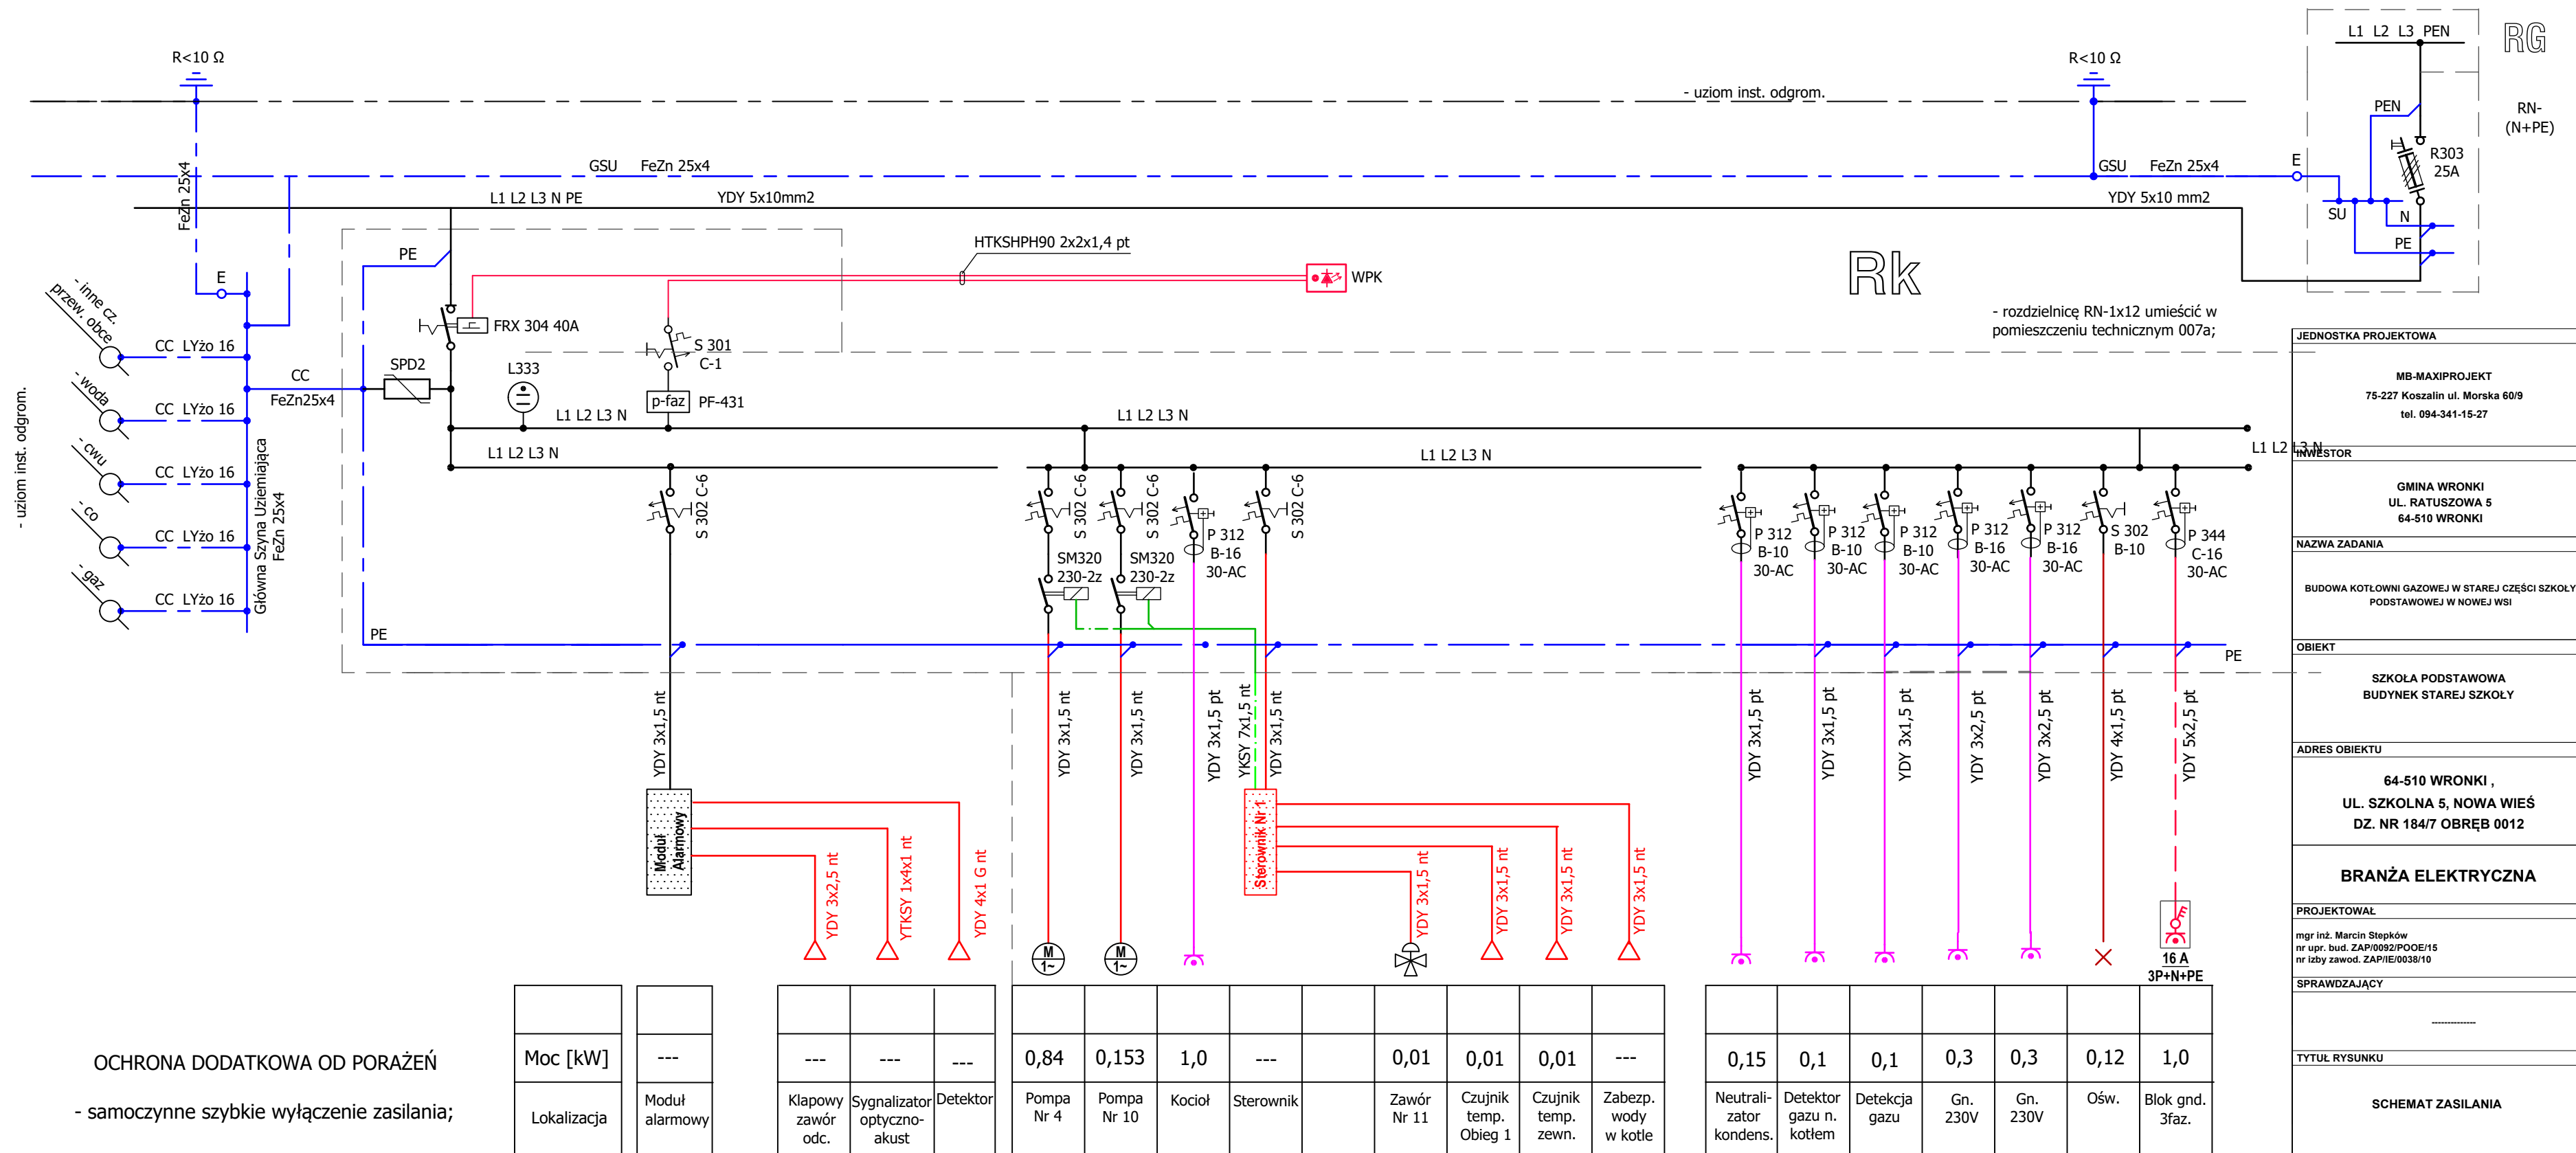 R<10 Ω
- uziom inst. odgrom.
R<10 Ω
L1 L2 L3 PEN
RG
RN-
(N+PE)
PEN
R303
25A
E
SU
N
PE
FeZn 25x4
GSU FeZn 25x4
GSU FeZn 25x4
L1 L2 L3 N PE
YDY 5x10mm2
YDY 5x10 mm2
PE
HTKSHPH90 2x2x1,4 pt
WPK
Rk
- rozdzielnicę RN-1x12 umieścić w
pomieszczeniu technicznym 007a;
E
- inne cz.
przew. obce
CC LYżo 16
- woda
CC LYżo 16
- cwu
CC LYżo 16
- co
CC LYżo 16
- gaz
CC LYżo 16
- uziom inst. odgrom.
Główna Szyna Uziemiająca
FeZn 25x4
CC
FeZn25x4
SPD2
FRX 304 40A
L333
S 301
C-1
p-faz
PF-431
L1 L2 L3 N
L1 L2 L3 N
L1 L2 L3 N
L1 L2 L3 N
L1 L2 L3 N
S 302 C-6
S 302 C-6
S 302 C-6
P 312
B-16
30-AC
S 302 C-6
SM320
230-2z
SM320
230-2z
P 312
B-10
30-AC
P 312
B-10
30-AC
P 312
B-10
30-AC
P 312
B-16
30-AC
P 312
B-16
30-AC
S 302
B-10
P 344
C-16
30-AC
PE
PE
YDY 3x1,5 nt
YDY 3x1,5 nt
YDY 3x1,5 nt
YDY 3x1,5 pt
YKSY 7x1,5 nt
YDY 3x1,5 nt
YDY 3x1,5 pt
YDY 3x1,5 pt
YDY 3x1,5 pt
YDY 3x2,5 pt
YDY 3x2,5 pt
YDY 4x1,5 pt
YDY 5x2,5 pt
Moduł
Alarmowy
YDY 3x2,5 nt
YTKSY 1x4x1 nt
YDY 4x1 G nt
Sterownik Nr 1
YDY 3x1,5 nt
YDY 3x1,5 nt
YDY 3x1,5 nt
YDY 3x1,5 nt
M
1~
M
1~
16 A
3P+N+PE
OCHRONA DODATKOWA OD PORAŻEŃ
- samoczynne szybkie wyłączenie zasilania;
Moc [kW] --- --- --- --- 0,84 0,153 1,0 --- 0,01 0,01 0,01 --- 0,15 0,1 0,1 0,3 0,3 0,12 1,0
Lokalizacja
Moduł
alarmowy
Klapowy
zawór
odc.
Sygnalizator
optyczno-
akust
Detektor
Pompa
Nr 4
Pompa
Nr 10
Kocioł
Sterownik
Zawór
Nr 11
Czujnik
temp.
Obieg 1
Czujnik
temp.
zewn.
Zabezp.
wody
w kotle
Neutrali-
zator
kondens.
Detektor
gazu n.
kotłem
Detekcja
gazu
Gn.
230V
Gn.
230V
Ośw.
Blok gnd.
3faz.
JEDNOSTKA PROJEKTOWA
MB-MAXIPROJEKT
75-227 Koszalin ul. Morska 60/9
tel. 094-341-15-27
INWESTOR
GMINA WRONKI
UL. RATUSZOWA 5
64-510 WRONKI
NAZWA ZADANIA
BUDOWA KOTŁOWNI GAZOWEJ W STAREJ CZĘŚCI SZKOŁY
PODSTAWOWEJ W NOWEJ WSI
OBIEKT
SZKOŁA PODSTAWOWA
BUDYNEK STAREJ SZKOŁY
ADRES OBIEKTU
64-510 WRONKI ,
UL. SZKOLNA 5, NOWA WIEŚ
DZ. NR 184/7 OBRĘB 0012
BRANŻA ELEKTRYCZNA
PROJEKTOWAŁ
mgr inż. Marcin Stepków
nr upr. bud. ZAP/0092/POOE/15
nr izby zawod. ZAP/IE/0038/10
SPRAWDZAJĄCY
--------------
TYTUŁ RYSUNKU
SCHEMAT ZASILANIA